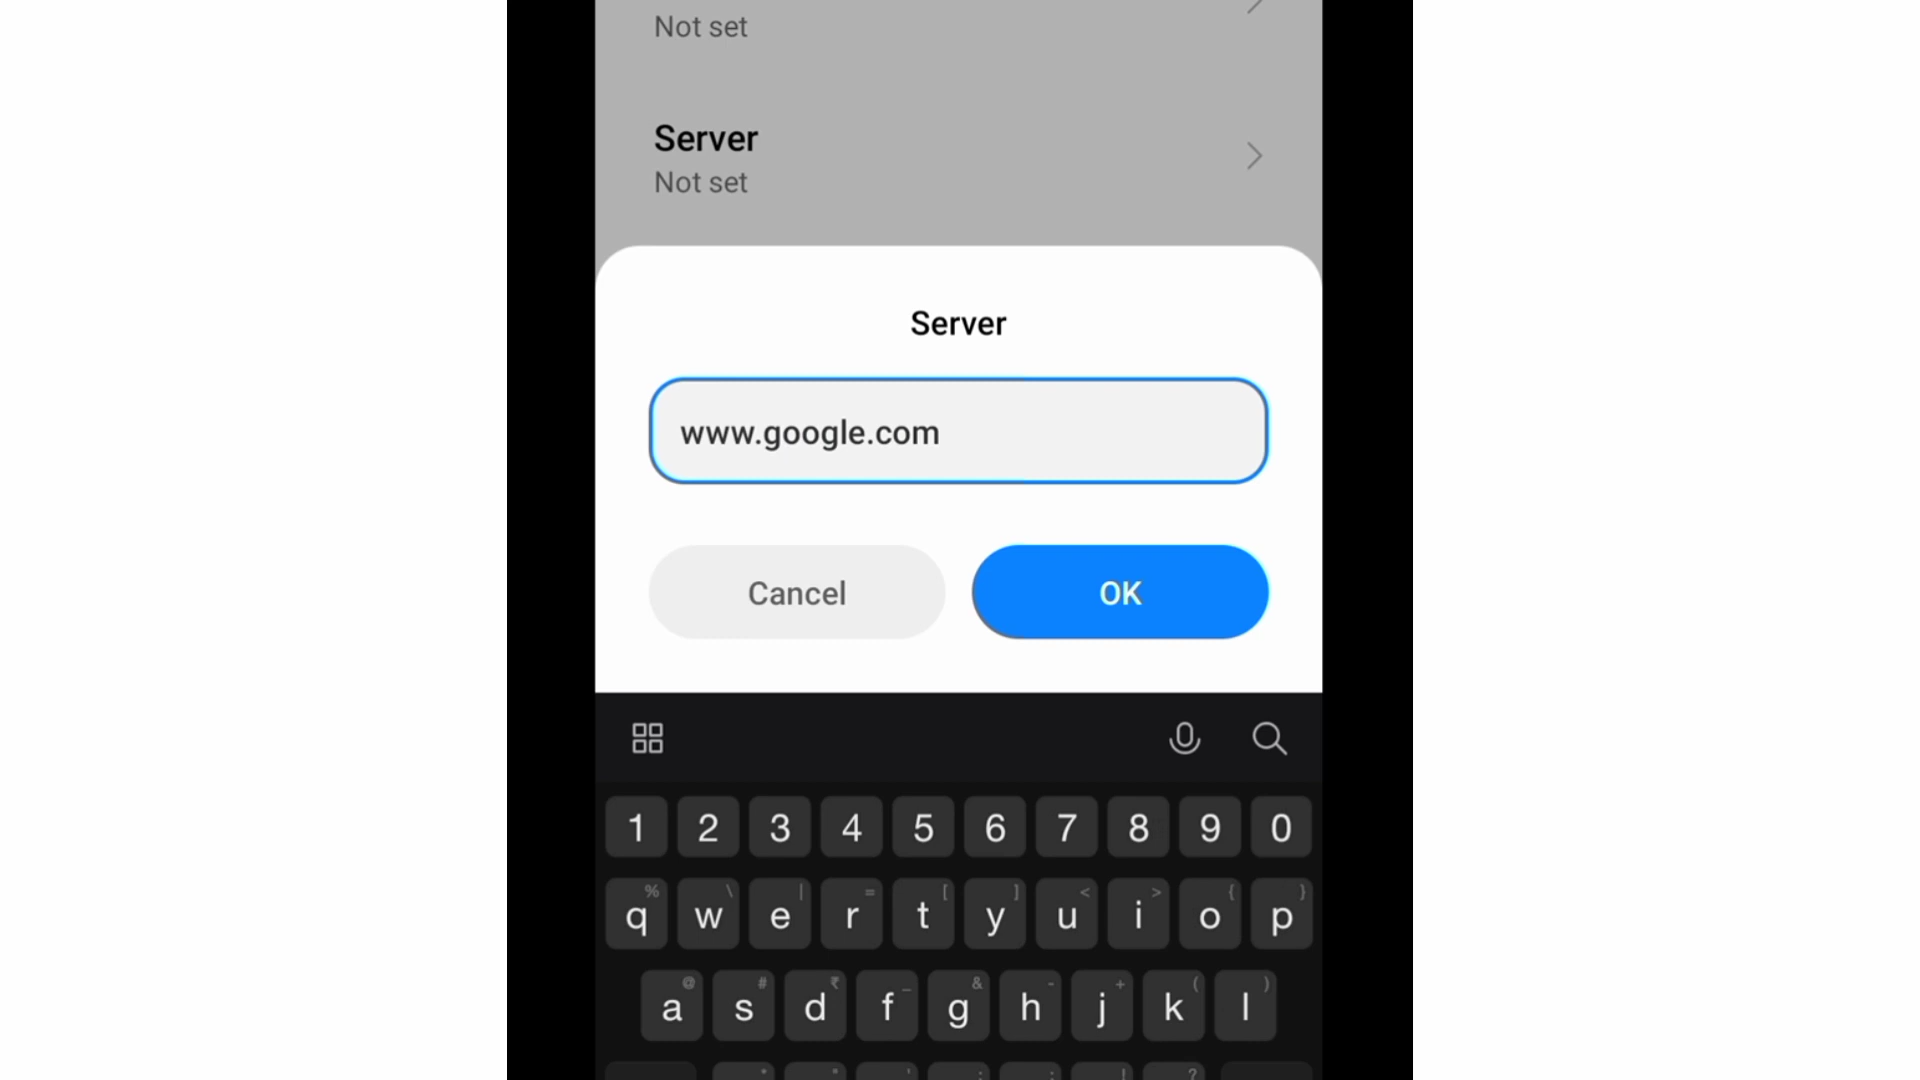 Not set
Server
Not set
Server
www.google.com
Cancel OK
1 2 3 4 5 6 7 8 9 0
% \ | = [ ] < > { }
q w e r t y u i o p
@ # ₹ _ & - + ( )
a s d f g h j k l